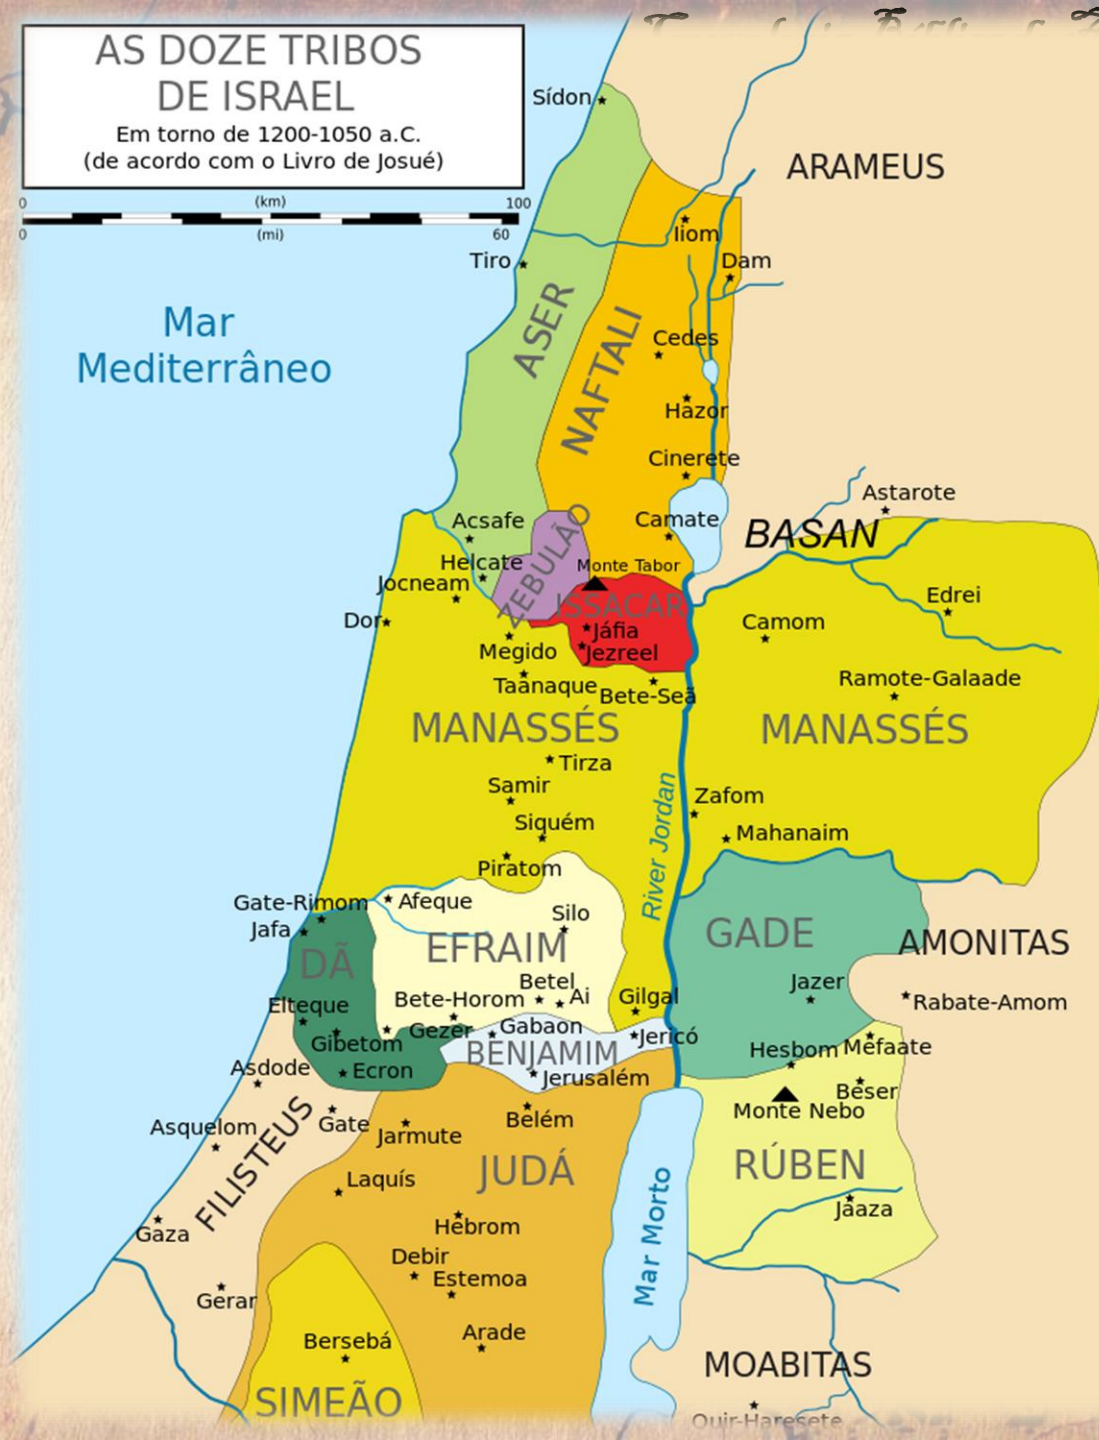 AS DOZE TRIBOS
DE ISRAEL
Em torno de 1200-1050 a.C.
(de acordo com o Livro de Josué)
0 (km) 100
0 (mi) 60
Sídon
ARAMEUS
Iiom
Tiro
Dam
Mar
Mediterrâneo
ASER
NAFTALI
Cedes
Hazor
Cinerete
Astarote
Acsafe
Camate
BASAN
ZEBULÃO
Helcate
Monte Tabor
Jocneam
ISSACAR
Edrei
Dor
Camom
Jáfia
Megido
Jezreel
Taanaque
Bete-Seã
Ramote-Galaade
MANASSÉS
MANASSÉS
Tirza
Samir
Zafom
Siquém
Mahanaim
River Jordan
Piratom
Gate-Rimom
Afeque
Jafa
Silo
GADE
DÃ
EFRAIM
AMONITAS
Betel
Jazer
Elteque
Bete-Horom
Ai
Gilgal
Rabate-Amom
Gezer
Gabaon
Gibetom
Jericó
BENJAMIM
Hesbom
Mefaate
Asdode
Ecron
Jerusalém
Beser
Monte Nebo
Asquelom
Gate
Belém
Jarmute
FILISTEUS
JUDÁ
RÚBEN
Laquís
Jaaza
Gaza
Hebrom
Mar Morto
Debir
Estemoa
Gerar
Bersebá
Arade
MOABITAS
SIMEÃO
Quir-Haresete